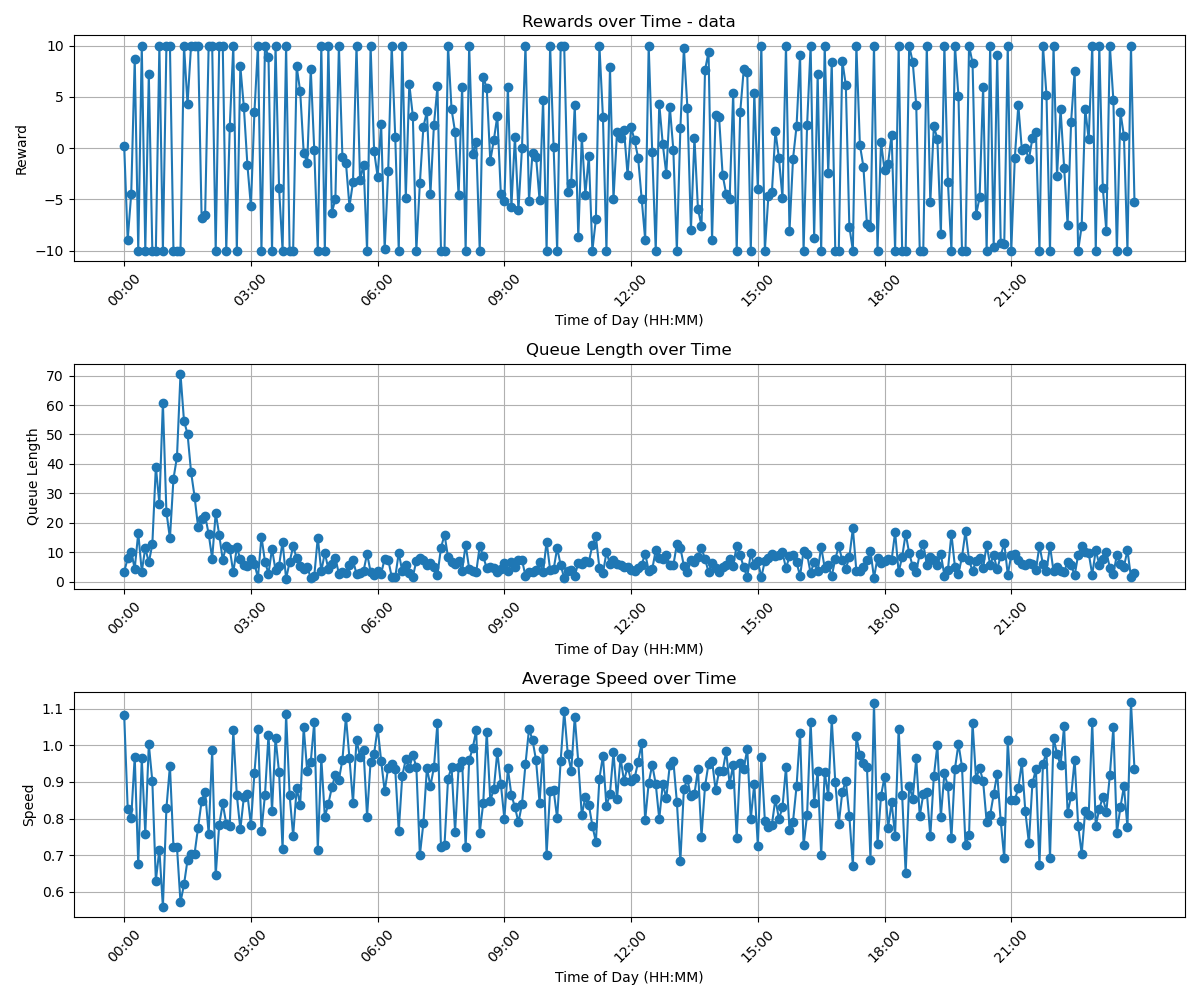 Rewards over Time - data
10
5
0
−5
−10
Reward
00:00 03:00 06:00 09:00 12:00 15:00 18:00 21:00
Time of Day (HH:MM)
Queue Length over Time
70
60
50
40
30
20
10
0
Queue Length
00:00 03:00 06:00 09:00 12:00 15:00 18:00 21:00
Time of Day (HH:MM)
Average Speed over Time
1.1
1.0
0.9
0.8
0.7
0.6
Speed
00:00 03:00 06:00 09:00 12:00 15:00 18:00 21:00
Time of Day (HH:MM)